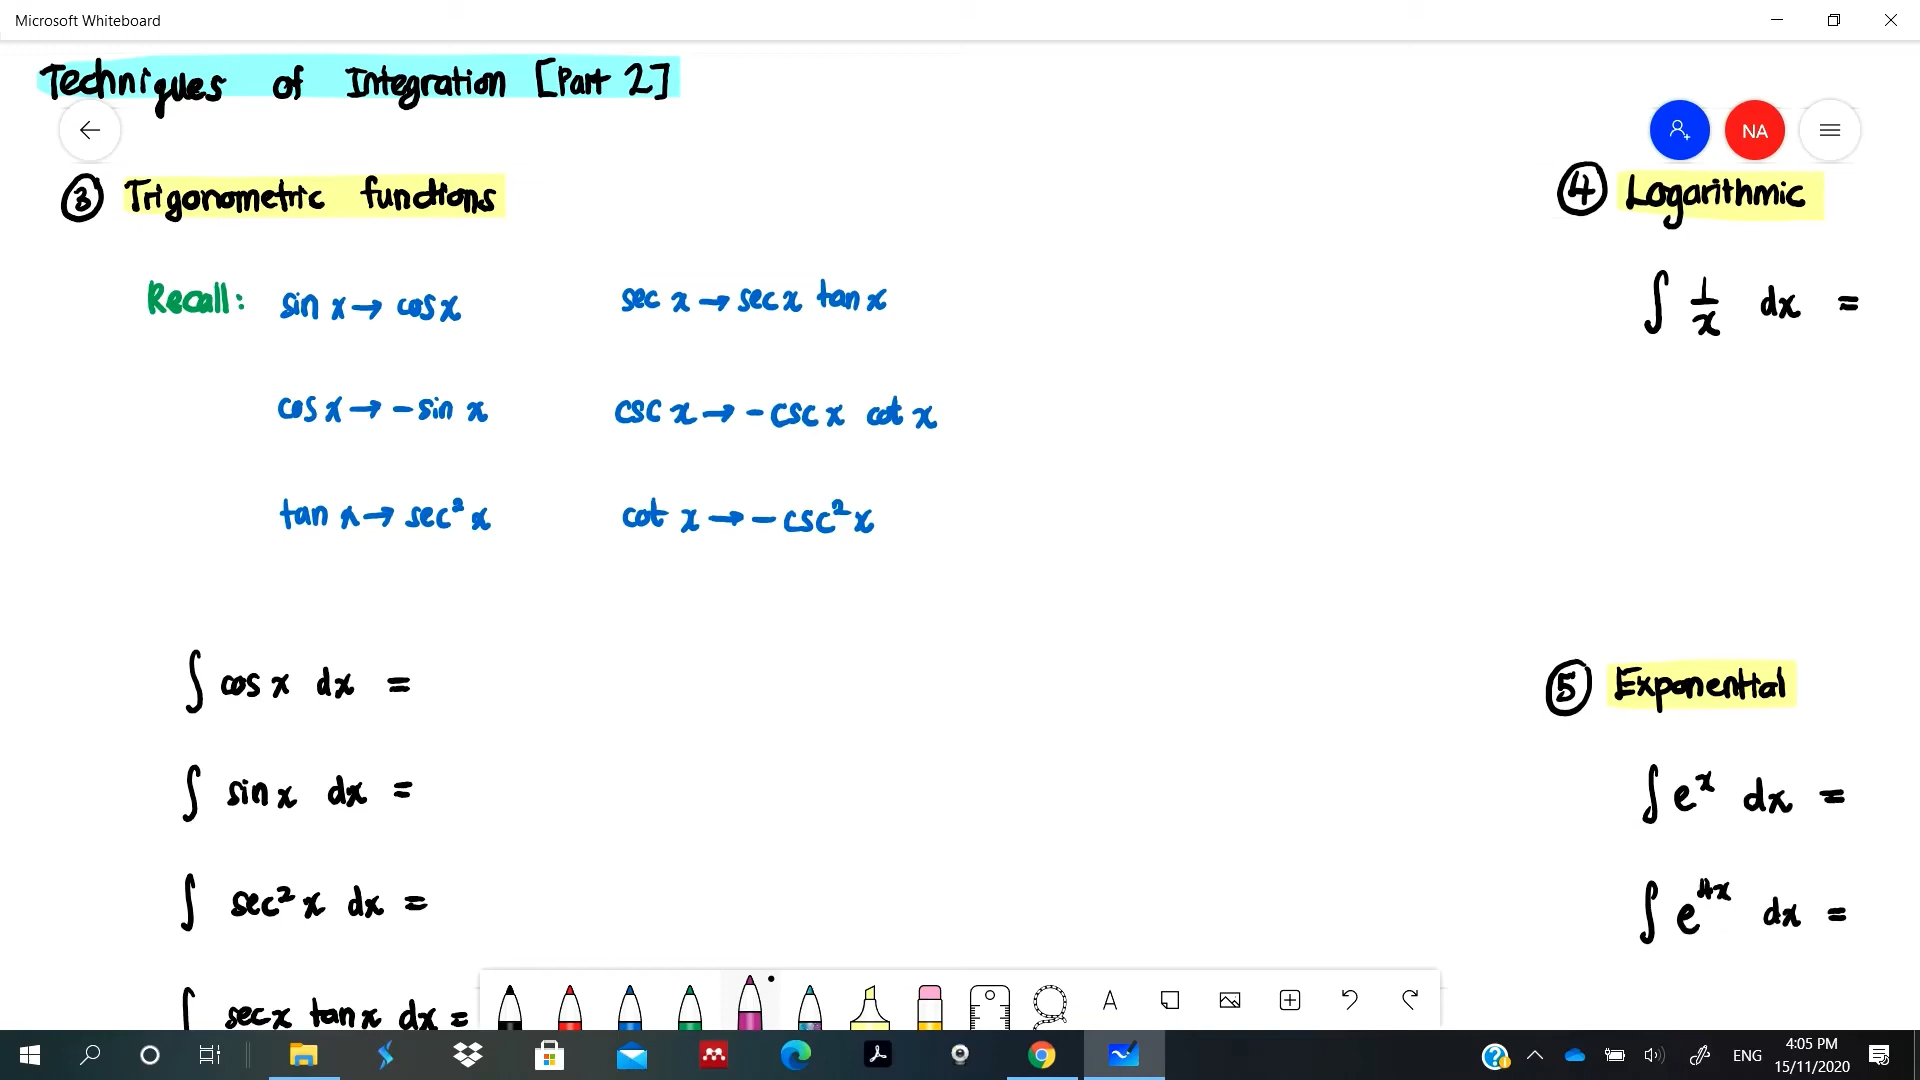 Microsoft Whiteboard
Techniques of Integration [Part 2]
NA
③ Trigonometric functions
Recall: sin x → cos x
sec x → sec x tan x
cos x → - sin x
csc x → - csc x cot x
tan x → sec² x
cot x → - csc² x
∫ cos x dx =
∫ sin x dx =
∫ sec² x dx =
∫ sec x tan x dx =
④ Logarithmic
∫ 1/x dx =
⑤ Exponential
∫ eˣ dx =
∫ e⁴ˣ dx =
A
ENG
4:05 PM
15/11/2020